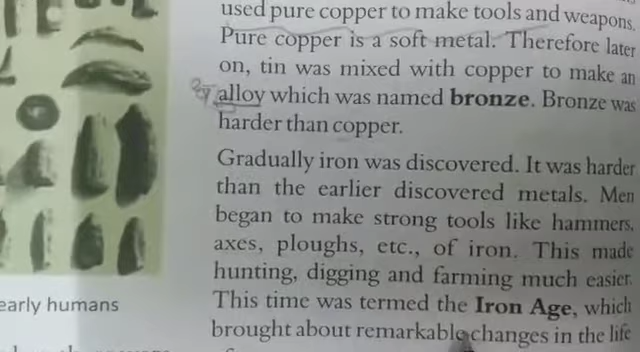 used pure copper to make tools and weapons.
Pure copper is a soft metal. Therefore later
on, tin was mixed with copper to make an
alloy which was named bronze. Bronze was
harder than copper.
Gradually iron was discovered. It was harder
than the earlier discovered metals. Men
began to make strong tools like hammers,
axes, ploughs, etc., of iron. This made
hunting, digging and farming much easier.
This time was termed the Iron Age, which
brought about remarkable changes in the life
early humans